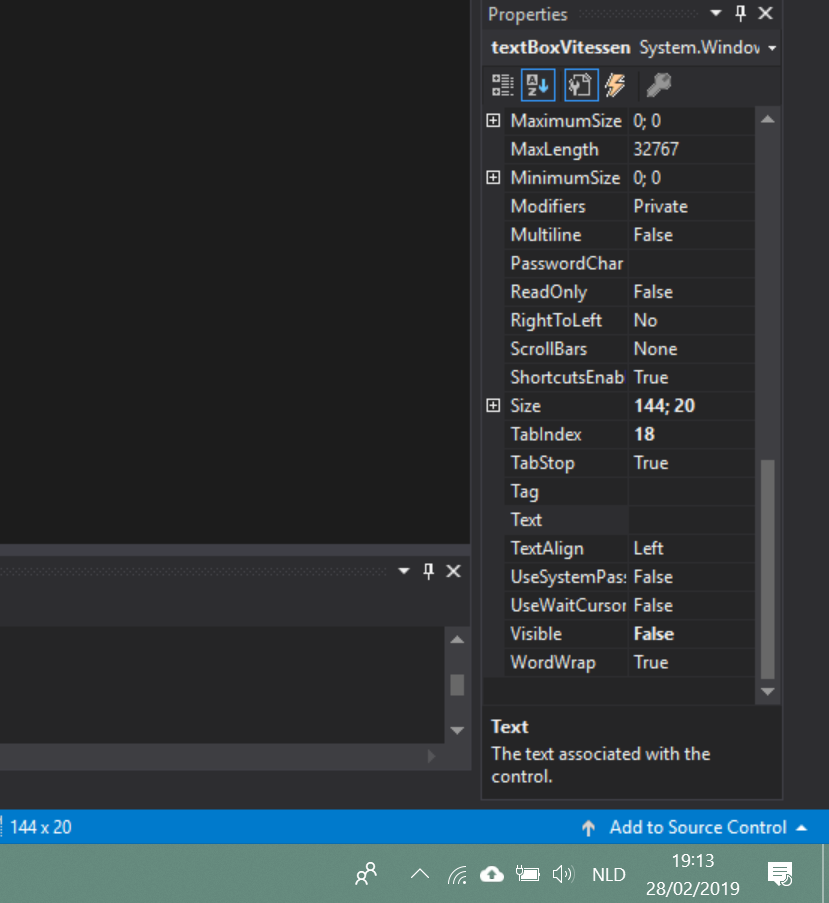 Properties
textBoxVitessen System.Window
MaximumSize 0; 0
MaxLength 32767
MinimumSize 0; 0
Modifiers Private
Multiline False
PasswordChar
ReadOnly False
RightToLeft No
ScrollBars None
ShortcutsEnab True
Size 144; 20
TabIndex 18
TabStop True
Tag
Text
TextAlign Left
UseSystemPas False
UseWaitCursor False
Visible False
WordWrap True
Text
The text associated with the
control.
144 x 20 Add to Source Control
NLD 19:13
28/02/2019